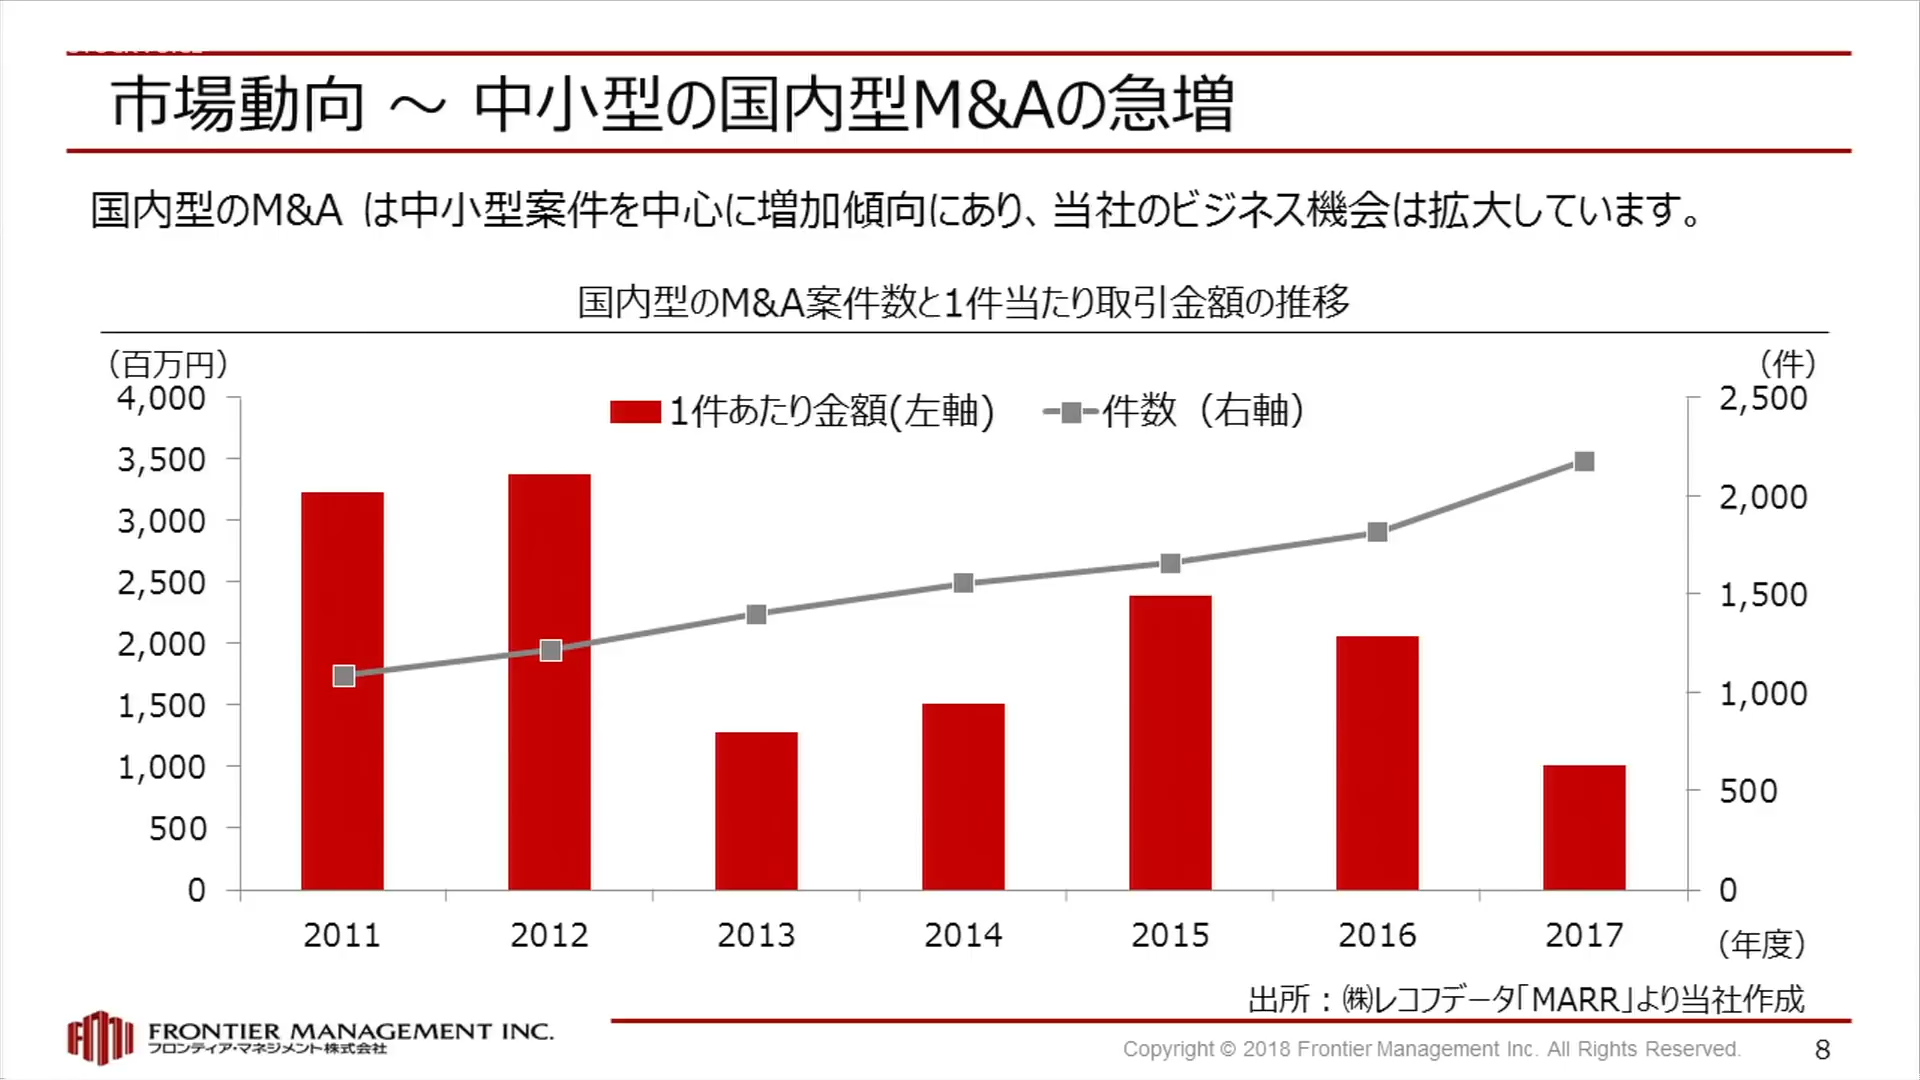 市場動向 ～ 中小型の国内型M&Aの急増
国内型のM&A は中小型案件を中心に増加傾向にあり、当社のビジネス機会は拡大しています。
国内型のM&A案件数と1件当たり取引金額の推移
（百万円）
（件）
1件あたり金額(左軸)
件数（右軸）
4,000
3,500
3,000
2,500
2,000
1,500
1,000
500
0
2,500
2,000
1,500
1,000
500
0
2011 2012 2013 2014 2015 2016 2017
（年度）
出所：㈱レコフデータ「MARR」より当社作成
FRONTIER MANAGEMENT INC.
フロンティア・マネジメント株式会社
Copyright © 2018 Frontier Management Inc. All Rights Reserved.
8